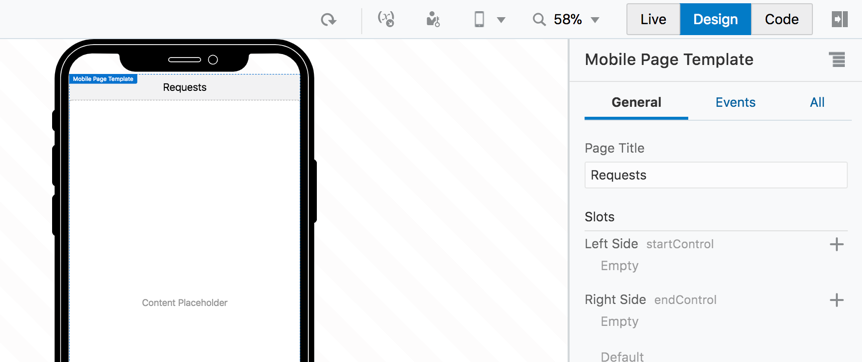 58%
Live
Design
Code
Mobile Page Template
Requests
Content Placeholder
Mobile Page Template
General
Events
All
Page Title
Requests
Slots
Left Side startControl
Empty
Right Side endControl
Empty
Default